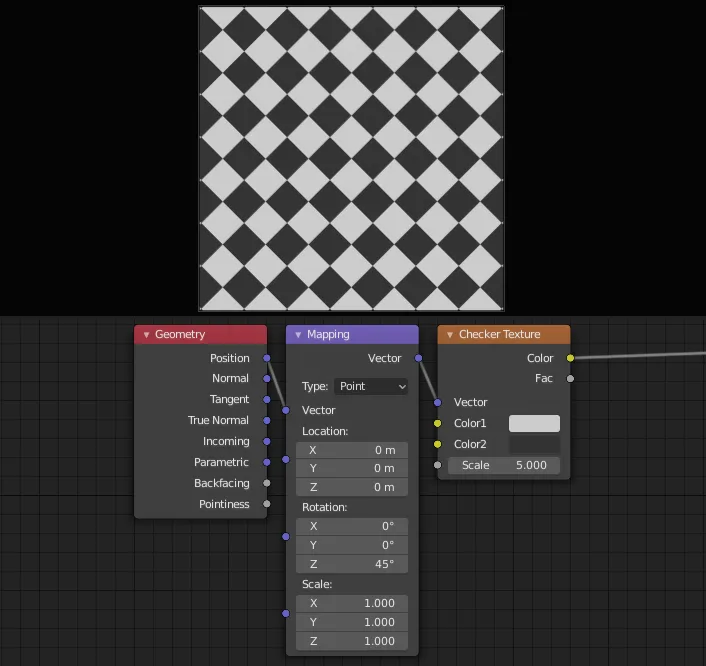 Geometry
Position
Normal
Tangent
True Normal
Incoming
Parametric
Backfacing
Pointiness
Mapping
Vector
Type: Point
Vector
Location:
X 0 m
Y 0 m
Z 0 m
Rotation:
X 0°
Y 0°
Z 45°
Scale:
X 1.000
Y 1.000
Z 1.000
Checker Texture
Color
Fac
Vector
Color1
Color2
Scale 5.000